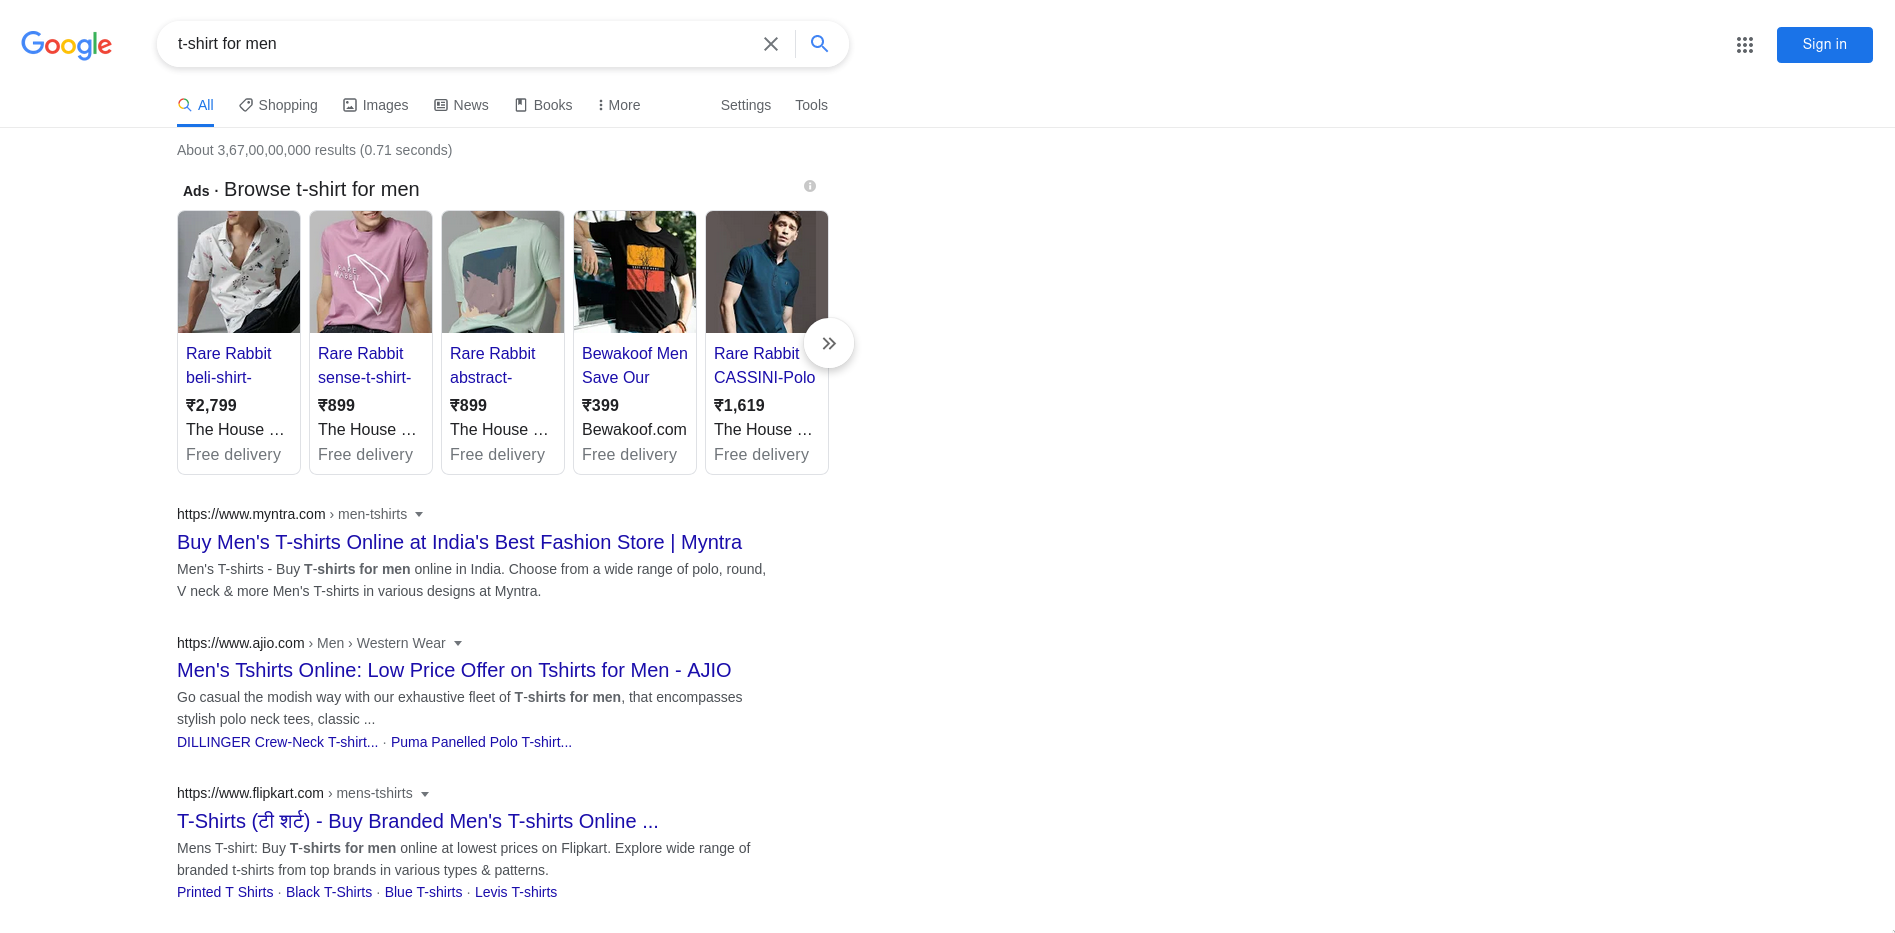 Google
t-shirt for men
Sign in
All
Shopping
Images
News
Books
More
Settings
Tools
About 3,67,00,00,000 results (0.71 seconds)
Ads · Browse t-shirt for men
RARE RABBIT
Rare Rabbit beli-shirt-
₹2,799
The House ...
Free delivery
Rare Rabbit sense-t-shirt-
₹899
The House ...
Free delivery
Rare Rabbit abstract-
₹899
The House ...
Free delivery
Bewakoof Men Save Our
₹399
Bewakoof.com
Free delivery
Rare Rabbit CASSINI-Polo
₹1,619
The House ...
Free delivery
https://www.myntra.com › men-tshirts
Buy Men's T-shirts Online at India's Best Fashion Store | Myntra
Men's T-shirts - Buy T-shirts for men online in India. Choose from a wide range of polo, round,
V neck & more Men's T-shirts in various designs at Myntra.
https://www.ajio.com › Men › Western Wear
Men's Tshirts Online: Low Price Offer on Tshirts for Men - AJIO
Go casual the modish way with our exhaustive fleet of T-shirts for men, that encompasses
stylish polo neck tees, classic ...
DILLINGER Crew-Neck T-shirt... · Puma Panelled Polo T-shirt...
https://www.flipkart.com › mens-tshirts
T-Shirts (टी शर्ट) - Buy Branded Men's T-shirts Online ...
Mens T-shirt: Buy T-shirts for men online at lowest prices on Flipkart. Explore wide range of
branded t-shirts from top brands in various types & patterns.
Printed T Shirts · Black T-Shirts · Blue T-shirts · Levis T-shirts